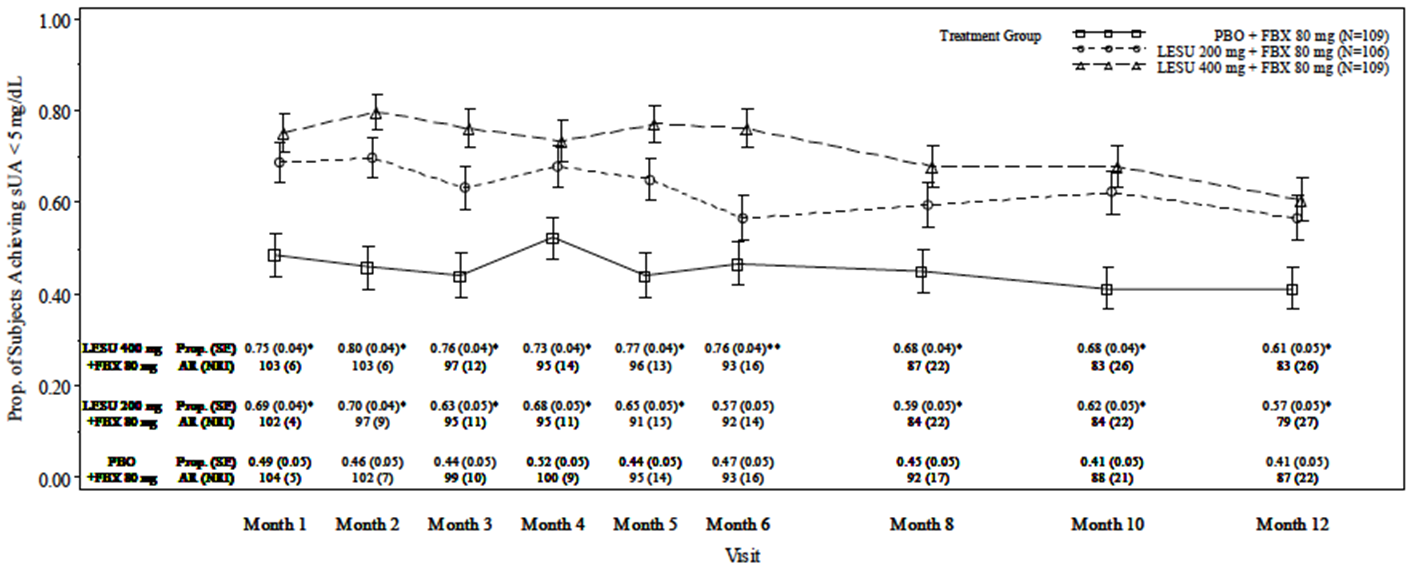 1.00
0.80
0.60
0.40
0.20
0.00
Prop. of Subjects Achieving sUA < 5 mg/dL
Treatment Group
PBO + FBX 80 mg (N=109)
LESU 200 mg + FBX 80 mg (N=106)
LESU 400 mg + FBX 80 mg (N=109)
LESU 400 mg Prop. (SE) 0.75 (0.04)* 0.80 (0.04)* 0.76 (0.04)* 0.73 (0.04)* 0.77 (0.04)* 0.76 (0.04)** 0.68 (0.04)* 0.68 (0.04)* 0.61 (0.05)*
+FBX 80 mg AR (NRI) 103 (6) 103 (6) 97 (12) 95 (14) 96 (13) 93 (16) 87 (22) 83 (26) 83 (26)
LESU 200 mg Prop. (SE) 0.69 (0.04)* 0.70 (0.04)* 0.63 (0.05)* 0.68 (0.05)* 0.65 (0.05)* 0.57 (0.05) 0.59 (0.05)* 0.62 (0.05)* 0.57 (0.05)*
+FBX 80 mg AR (NRI) 102 (4) 97 (9) 95 (11) 95 (11) 91 (15) 92 (14) 84 (22) 84 (22) 79 (27)
PBO Prop. (SE) 0.49 (0.05) 0.46 (0.05) 0.44 (0.05) 0.52 (0.05) 0.44 (0.05) 0.47 (0.05) 0.45 (0.05) 0.41 (0.05) 0.41 (0.05)
+FBX 80 mg AR (NRI) 104 (5) 102 (7) 99 (10) 100 (9) 95 (14) 93 (16) 92 (17) 88 (21) 87 (22)
Month 1 Month 2 Month 3 Month 4 Month 5 Month 6 Month 8 Month 10 Month 12
Visit